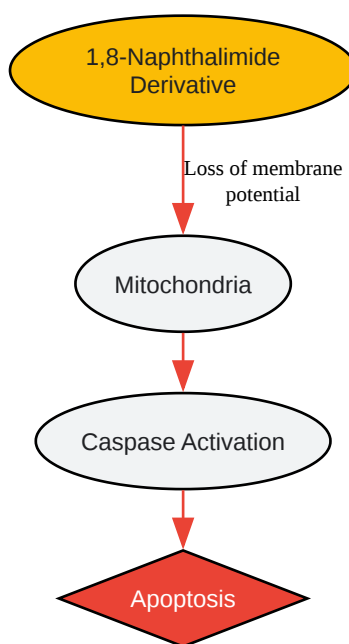 1,8-Naphthalimide
Derivative
Loss of membrane
potential
Mitochondria
Caspase Activation
Apoptosis